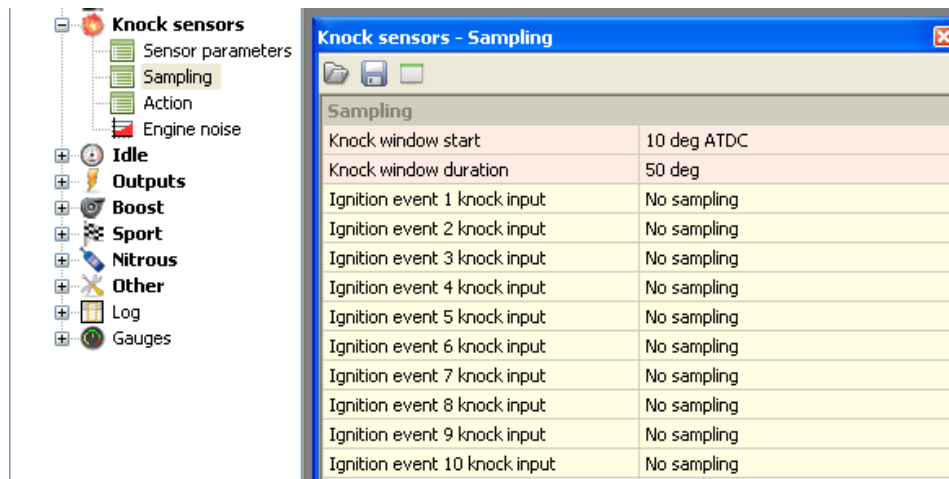 Knock sensors
Sensor parameters
Sampling
Action
Engine noise
Idle
Outputs
Boost
Sport
Nitrous
Other
Log
Gauges
Knock sensors - Sampling
Sampling
Knock window start 10 deg ATDC
Knock window duration 50 deg
Ignition event 1 knock input No sampling
Ignition event 2 knock input No sampling
Ignition event 3 knock input No sampling
Ignition event 4 knock input No sampling
Ignition event 5 knock input No sampling
Ignition event 6 knock input No sampling
Ignition event 7 knock input No sampling
Ignition event 8 knock input No sampling
Ignition event 9 knock input No sampling
Ignition event 10 knock input No sampling